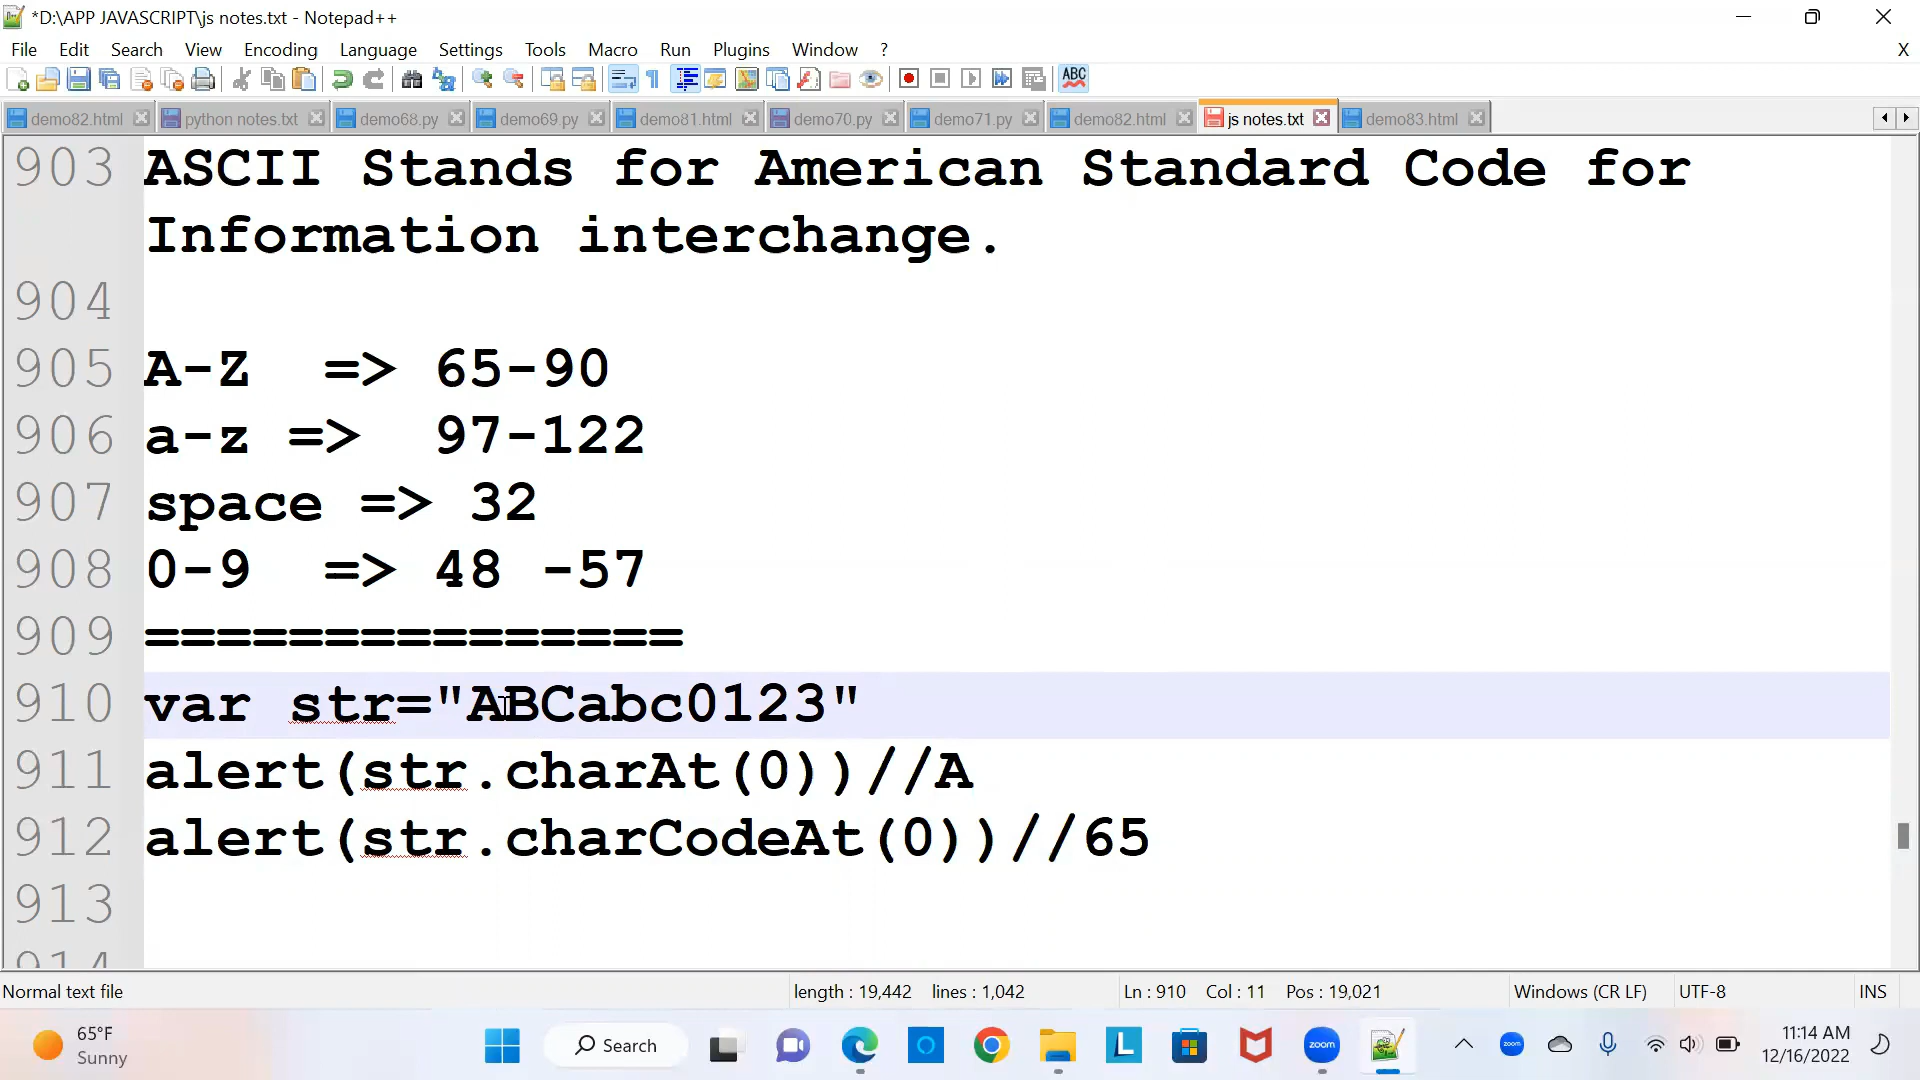 *D:\APP JAVASCRIPT\js notes.txt - Notepad++
File Edit Search View Encoding Language Settings Tools Macro Run Plugins Window ? X
ABC
demo82.html python notes.txt demo68.py demo69.py demo81.html demo70.py demo71.py demo82.html js notes.txt demo83.html
903 ASCII Stands for American Standard Code for
Information interchange.
904
905 A-Z => 65-90
906 a-z => 97-122
907 space => 32
908 0-9 => 48 -57
909 ===============
910 var str="ABCabc0123"
911 alert(str.charAt(0))//A
912 alert(str.charCodeAt(0))//65
913
914
Normal text file length : 19,442 lines : 1,042 Ln : 910 Col : 11 Pos : 19,021 Windows (CR LF) UTF-8 INS
65°F
Sunny
Search
L
zoom
zoom
11:14 AM
12/16/2022